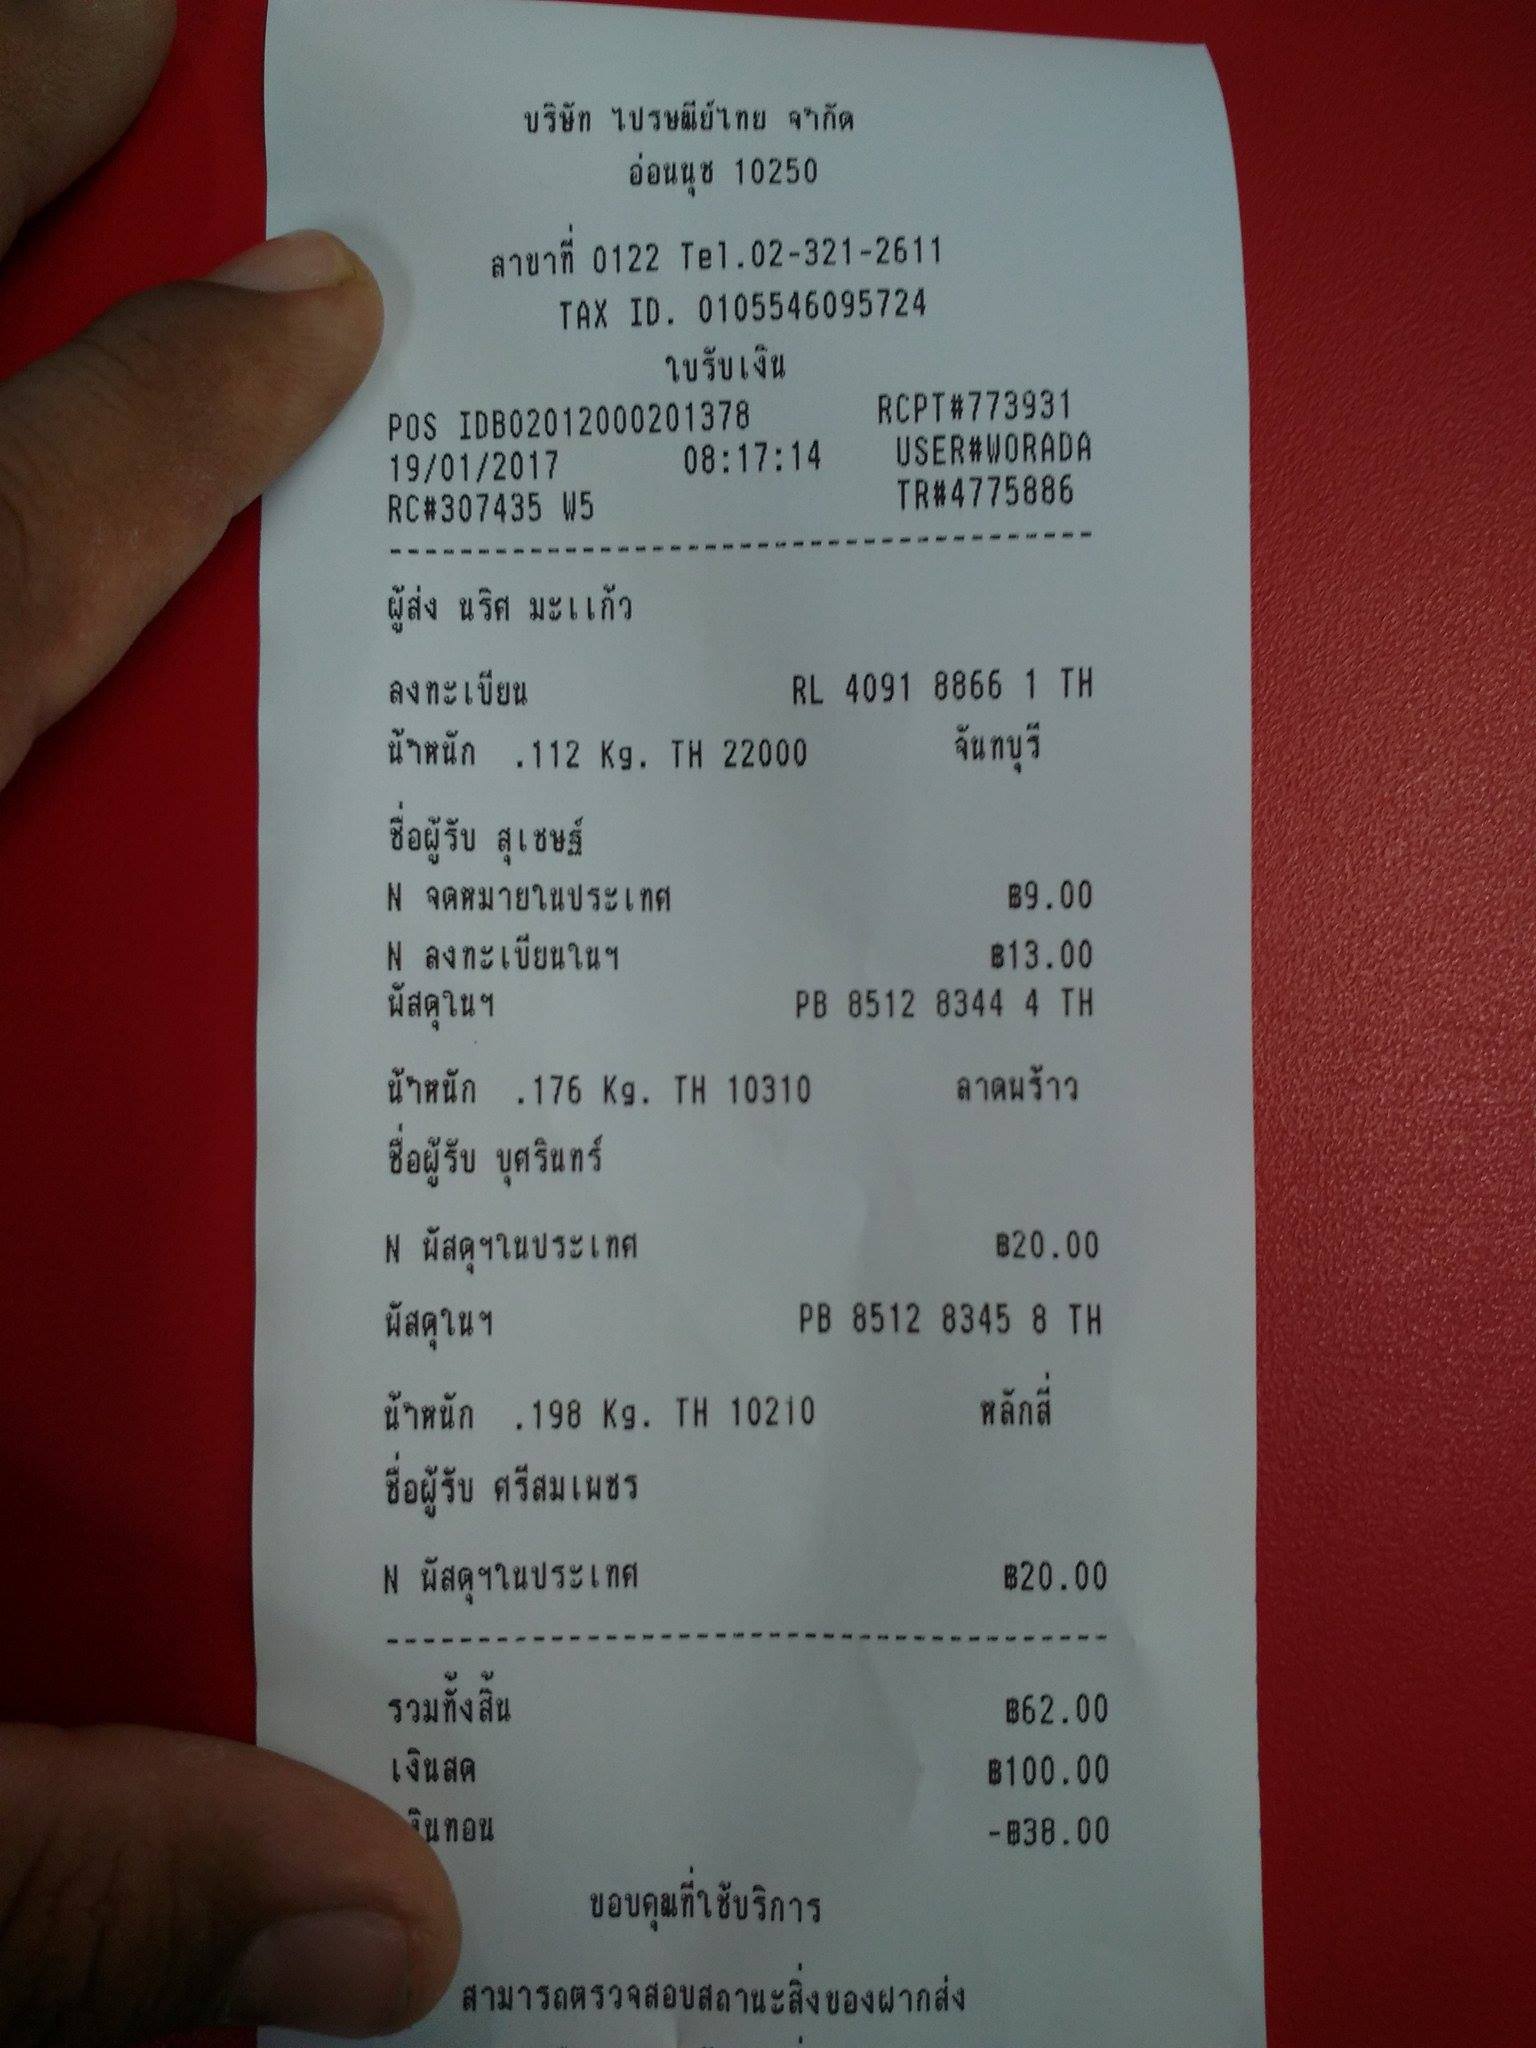 บริษัท ไปรษณีย์ไทย จำกัด
อ่อนนุช 10250
สาขาที่ 0122 Tel.02-321-2611
TAX ID. 0105546095724
ใบรับเงิน
POS IDB02012000201378 RCPT#773931
19/01/2017 08:17:14 USER#WORADA
RC#307435 W5 TR#4775886
----------------------------------------
ผู้ส่ง นริศ มะแก้ว
ลงทะเบียน RL 4091 8866 1 TH
น้ำหนัก .112 Kg. TH 22000 จันทบุรี
ชื่อผู้รับ สุเชษฐ์
N จดหมายในประเทศ ฿9.00
N ลงทะเบียนในฯ ฿13.00
พัสดุในฯ PB 8512 8344 4 TH
น้ำหนัก .176 Kg. TH 10310 ลาดพร้าว
ชื่อผู้รับ บุศรินทร์
N พัสดุฯในประเทศ ฿20.00
พัสดุในฯ PB 8512 8345 8 TH
น้ำหนัก .198 Kg. TH 10210 หลักสี่
ชื่อผู้รับ ศรีสมเพชร
N พัสดุฯในประเทศ ฿20.00
----------------------------------------
รวมทั้งสิ้น ฿62.00
เงินสด ฿100.00
เงินทอน -฿38.00
ขอบคุณที่ใช้บริการ
สามารถตรวจสอบสถานะสิ่งของฝากส่ง